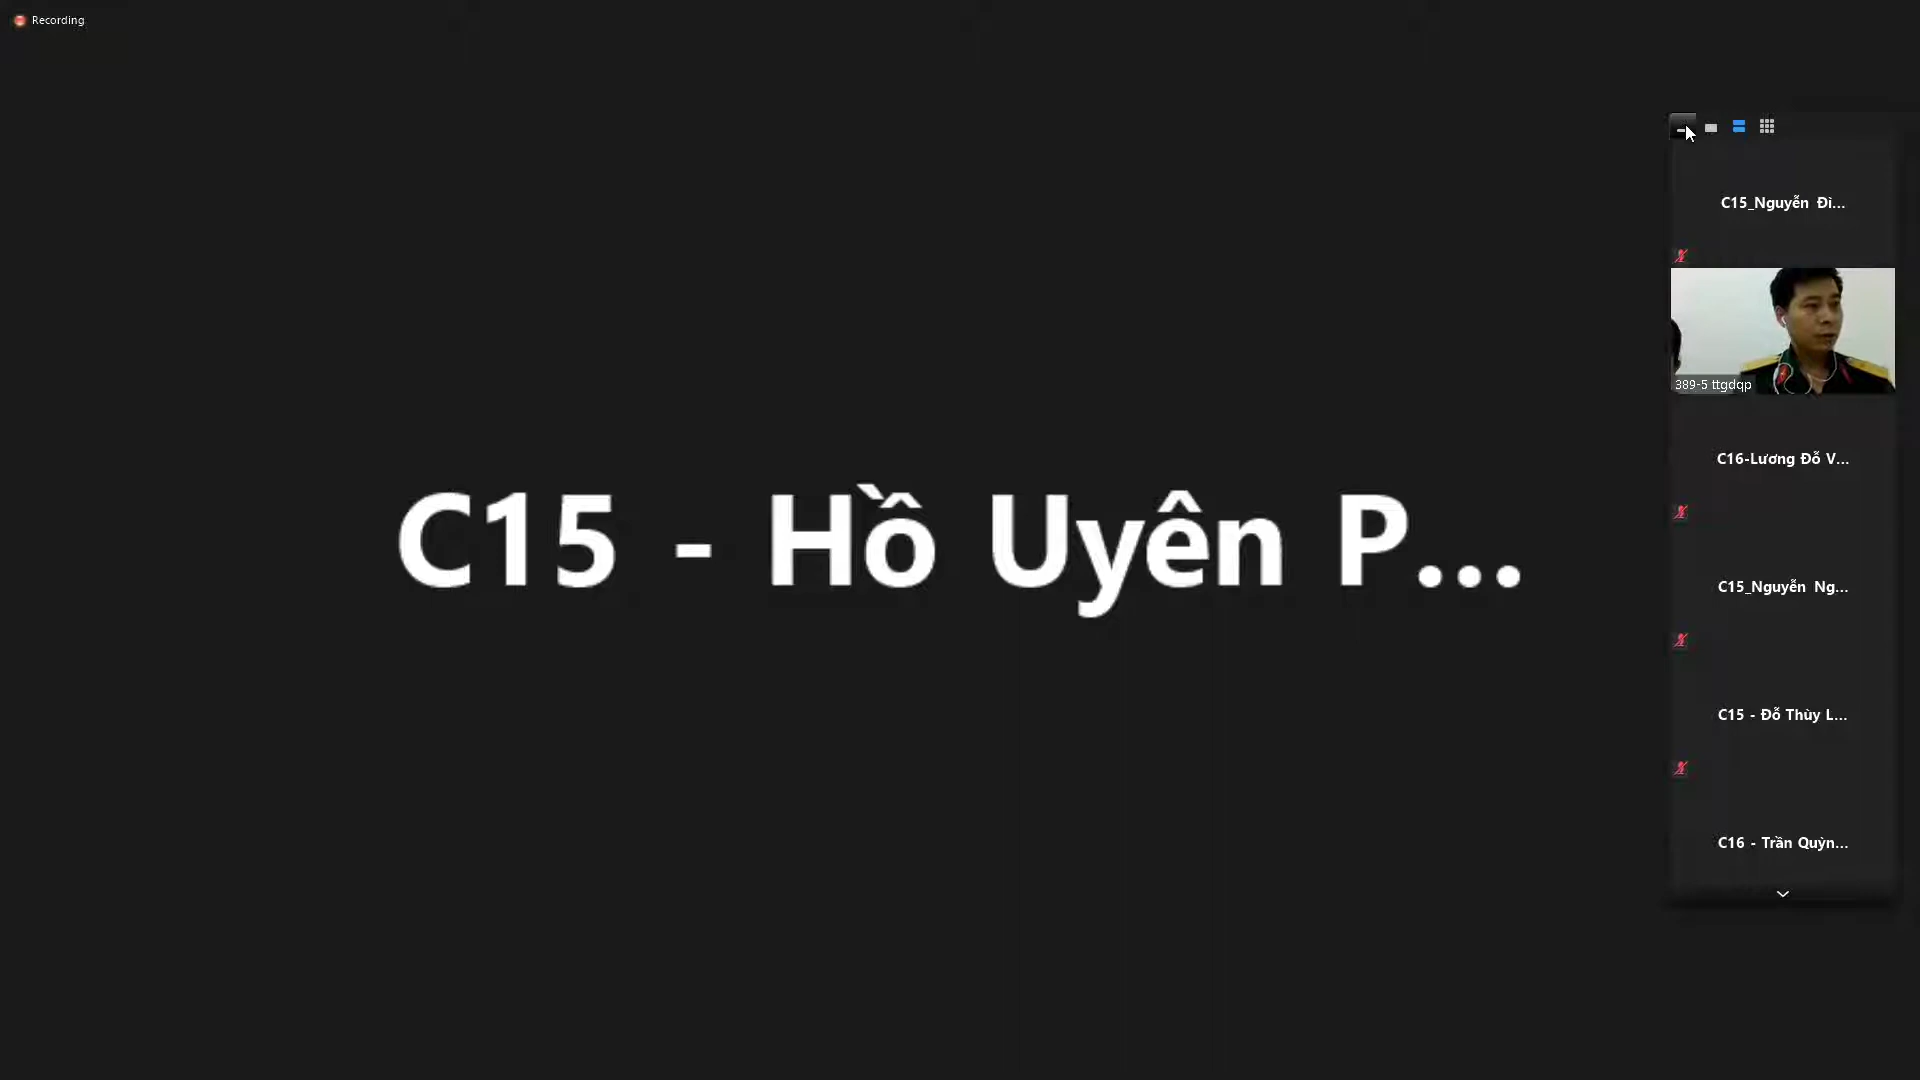 Recording
C15 - Hồ Uyên P...
C15_Nguyễn Đì...
389-5 ttgdqp
C16-Lương Đỗ V...
C15_Nguyễn Ng...
C15 - Đỗ Thùy L...
C16 - Trần Quỳn...